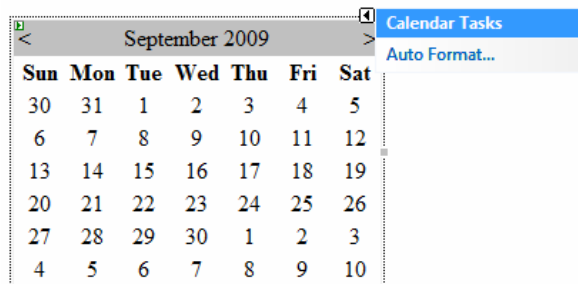 < September 2009 >
Calendar Tasks
Auto Format...
Sun Mon Tue Wed Thu Fri Sat
30 31 1 2 3 4 5
6 7 8 9 10 11 12
13 14 15 16 17 18 19
20 21 22 23 24 25 26
27 28 29 30 1 2 3
4 5 6 7 8 9 10